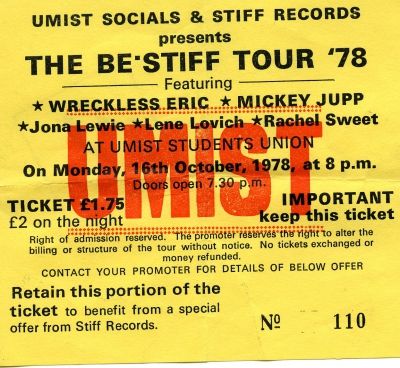 UMIST SOCIALS & STIFF RECORDS
presents
THE BE STIFF TOUR '78
Featuring
★ WRECKLESS ERIC ★ MICKEY JUPP
★ Jona Lewie ★ Lene Lovich ★ Rachel Sweet
AT UMIST STUDENTS UNION
On Monday, 16th October, 1978, at 8 p.m.
Doors open 7.30 p.m.
UMIST
TICKET £1.75
£2 on the night
IMPORTANT
keep this ticket
Right of admission reserved. The promoter reserves the right to alter the
billing or structure of the tour without notice. No tickets exchanged or
money refunded.
CONTACT YOUR PROMOTER FOR DETAILS OF BELOW OFFER
Retain this portion of the
ticket to benefit from a special
offer from Stiff Records.
Nº 110